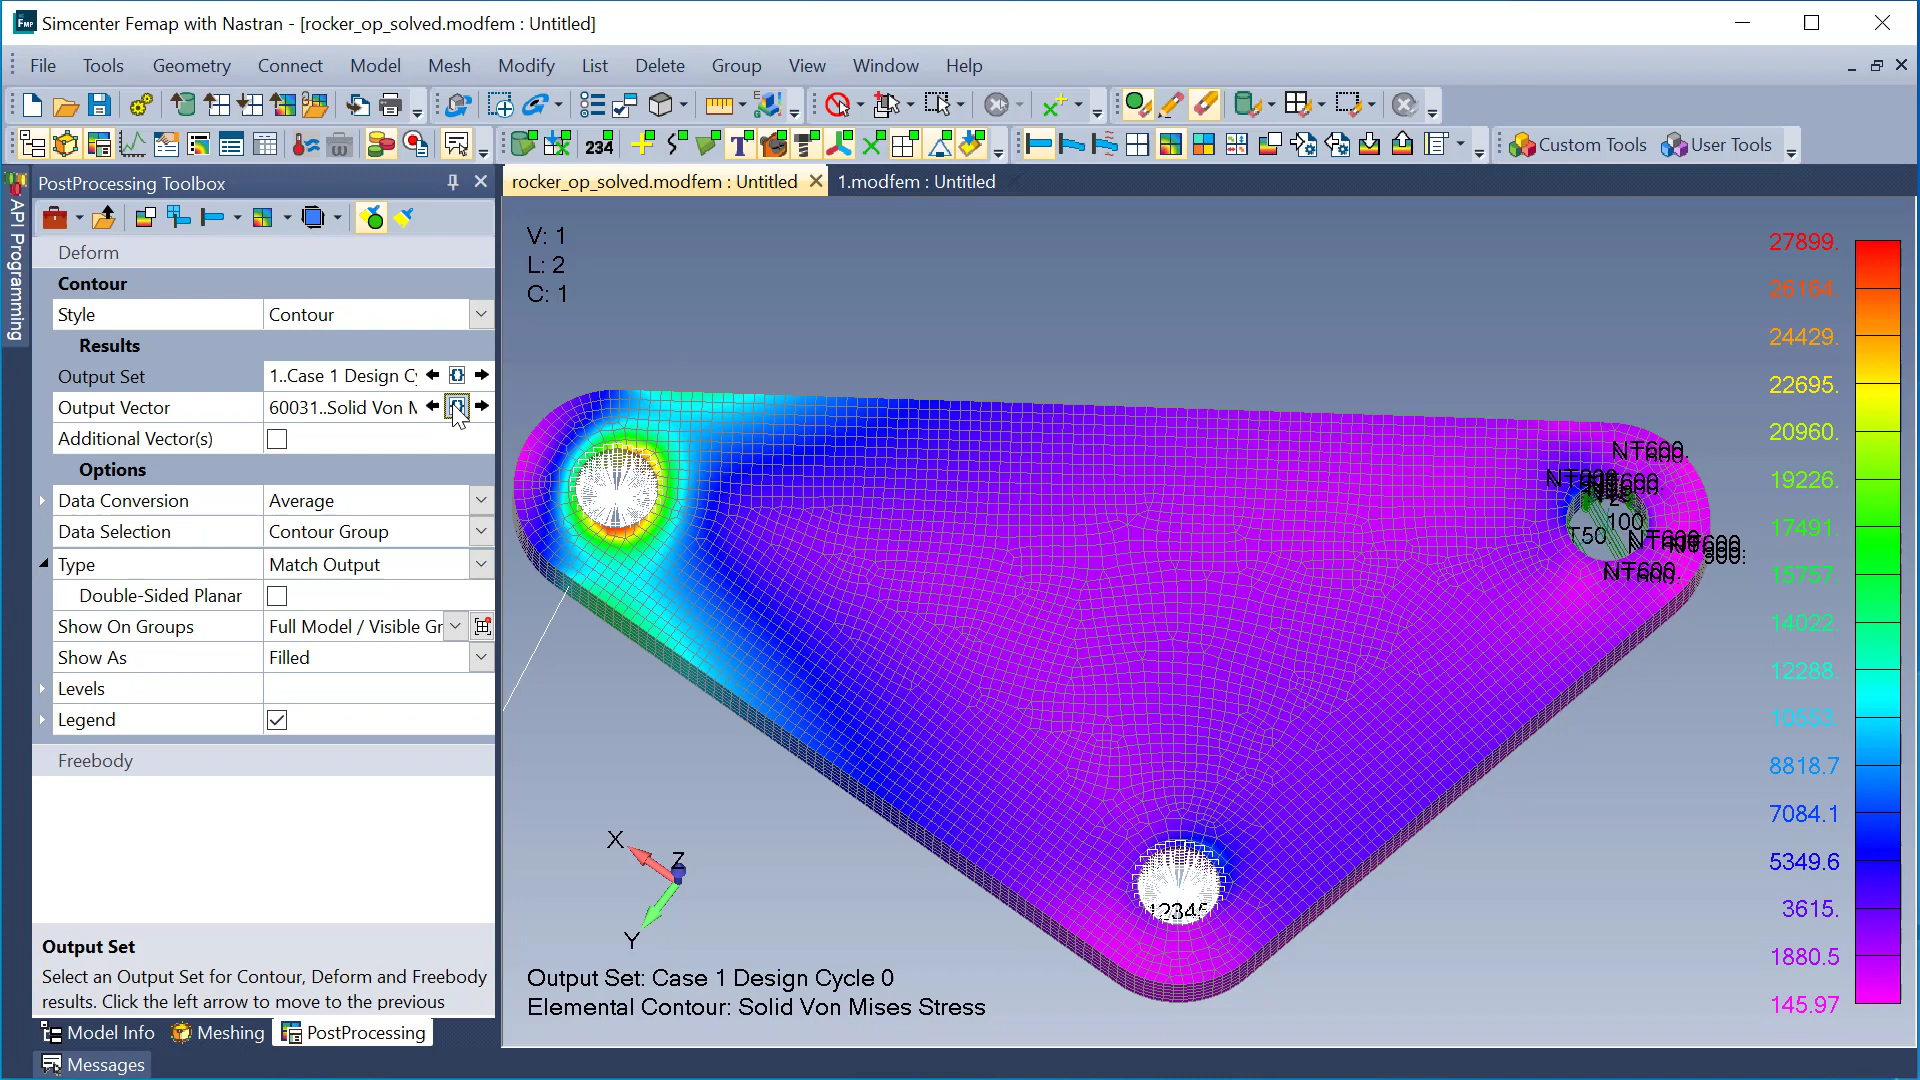 Simcenter Femap with Nastran - [rocker_op_solved.modfem : Untitled]
File Tools Geometry Connect Model Mesh Modify List Delete Group View Window Help
234 Custom Tools User Tools
API Programming
PostProcessing Toolbox
rocker_op_solved.modfem : Untitled 1.modfem : Untitled
Deform
Contour
Style Contour
Results
Output Set 1..Case 1 Design Cy
Output Vector 60031..Solid Von M
Additional Vector(s)
Options
Data Conversion Average
Data Selection Contour Group
Type Match Output
Double-Sided Planar
Show On Groups Full Model / Visible Gr
Show As Filled
Levels
Legend
Freebody
Output Set
Select an Output Set for Contour, Deform and Freebody
results. Click the left arrow to move to the previous
Model Info Meshing PostProcessing
Messages
V: 1
L: 2
C: 1
NT600.
100
T50
NT600.
12345
X
Z
Y
Output Set: Case 1 Design Cycle 0
Elemental Contour: Solid Von Mises Stress
27899.
26164.
24429.
22695.
20960.
19226.
17491.
15757.
14022.
12288.
10553.
8818.7
7084.1
5349.6
3615.
1880.5
145.97